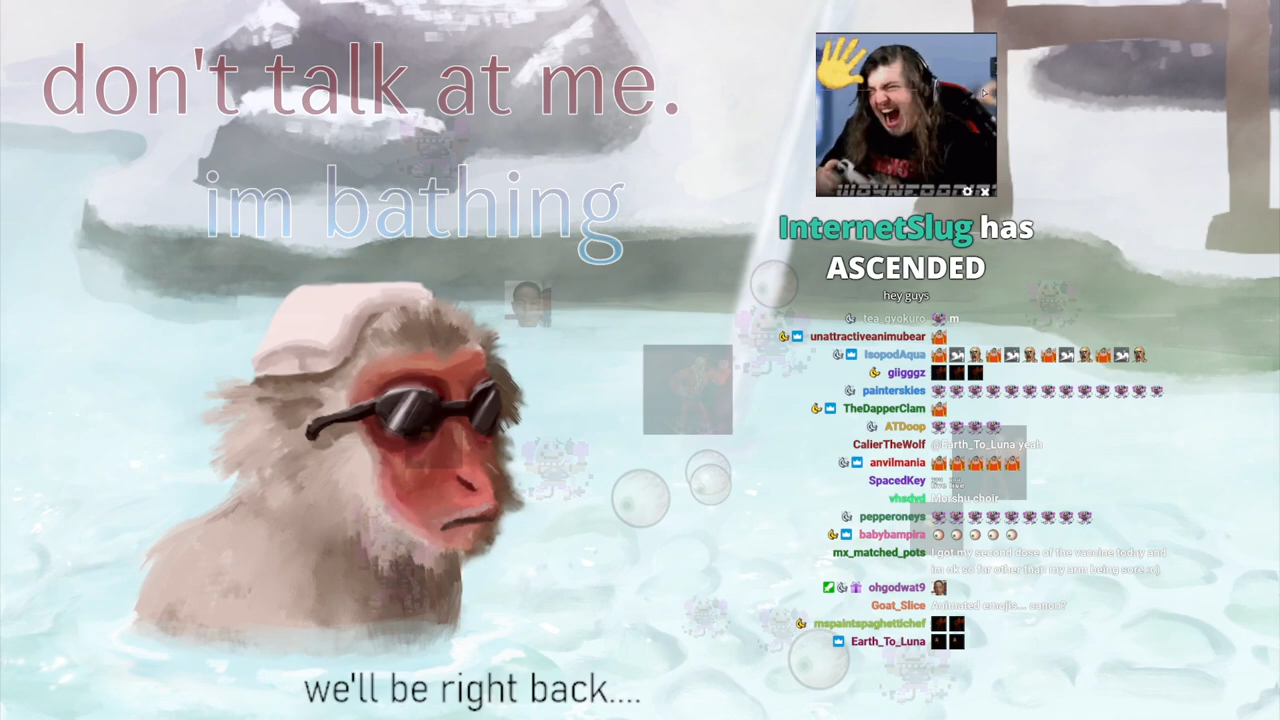 don't talk at me.
im bathing
InternetSlug has
ASCENDED
hey guys
tea_gyokuro m
unattractiveanimubear
IsopodAqua
giigggz
painterskies
TheDapperClam
ATDoop
CalierTheWolf @Earth_To_Luna yeah
anvilmania
SpacedKey
vhsdvd Morshu choir
pepperoneys
babybampira
mx_matched_pots I got my second dose of the vaccine today and
im ok so far other than my arm being sore :o)
ohgodwat9
Goat_Slice Animated emojis... canon?
mspaintspaghettichef
Earth_To_Luna
we'll be right back....